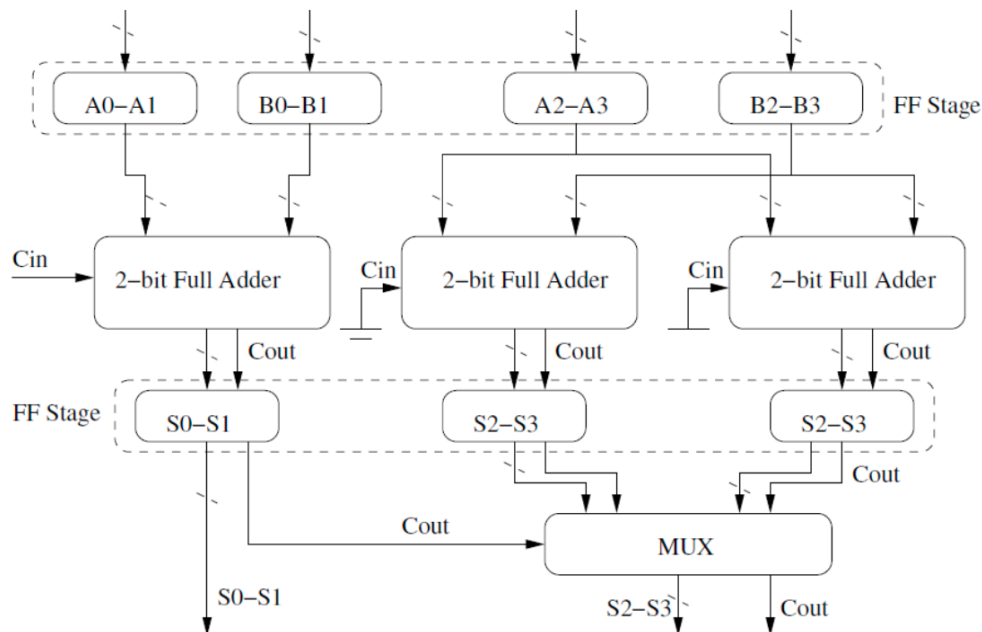 A0−A1
B0−B1
A2−A3
B2−B3
FF Stage
Cin
2−bit Full Adder
Cin
2−bit Full Adder
Cin
2−bit Full Adder
Cout
Cout
Cout
FF Stage
S0−S1
S2−S3
S2−S3
Cout
Cout
MUX
S0−S1
S2−S3
Cout